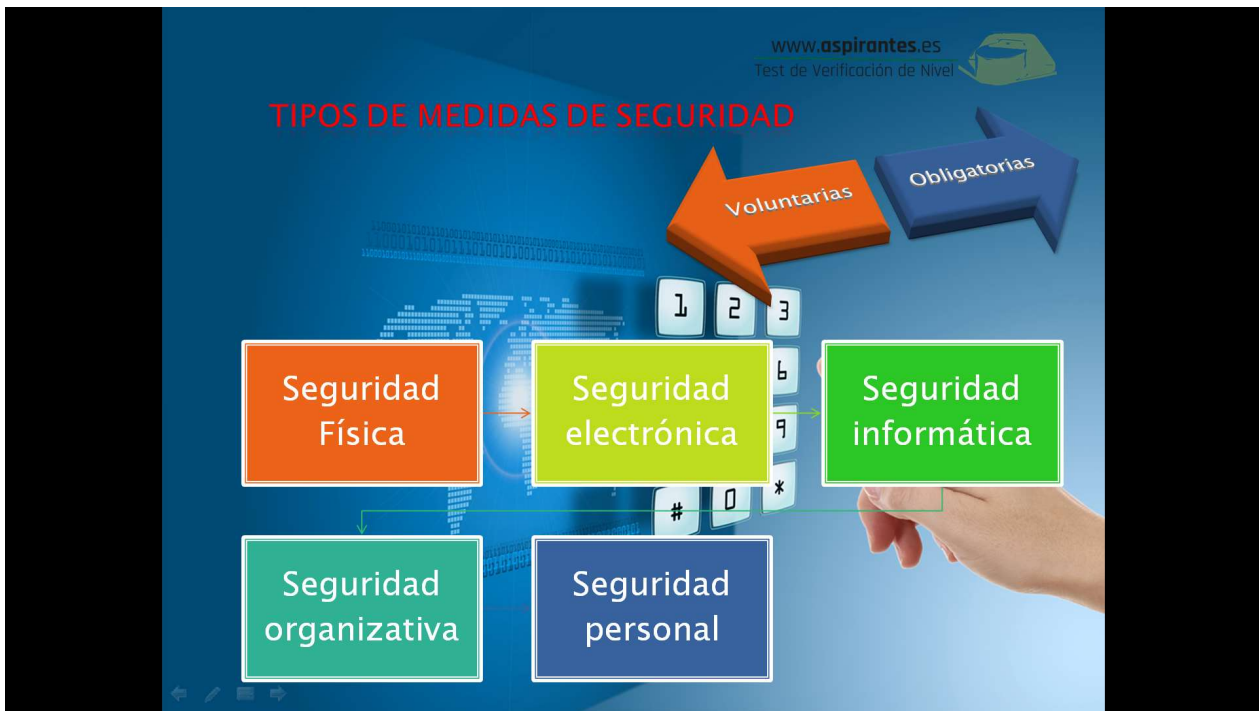 www.aspirantes.es
Test de Verificación de Nivel
TIPOS DE MEDIDAS DE SEGURIDAD
Voluntarias
Obligatorias
1 2 3
6
9
# 0 *
Seguridad
Física
Seguridad
electrónica
Seguridad
informática
Seguridad
organizativa
Seguridad
personal